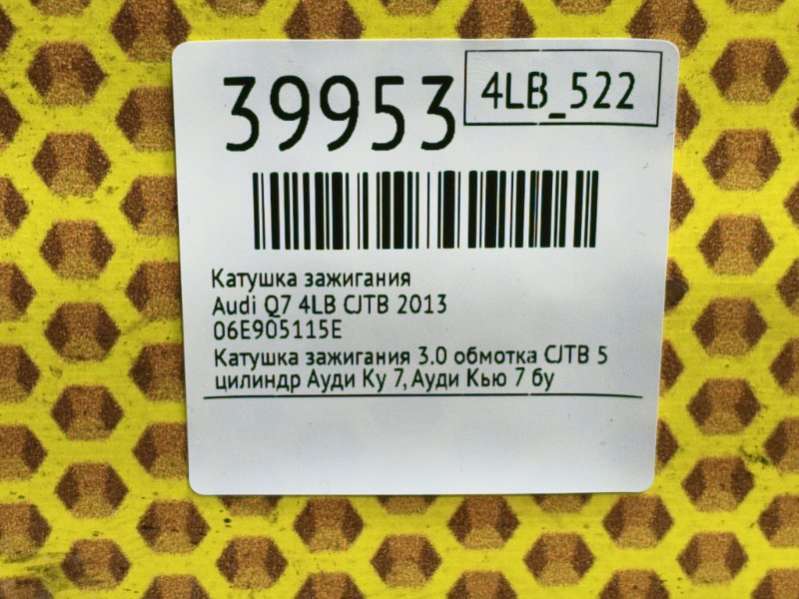 39953
4LB_522
Катушка зажигания
Audi Q7 4LB CJTB 2013
06E905115E
Катушка зажигания 3.0 обмотка CJTB 5
цилиндр Ауди Ку 7, Ауди Кью 7 бу